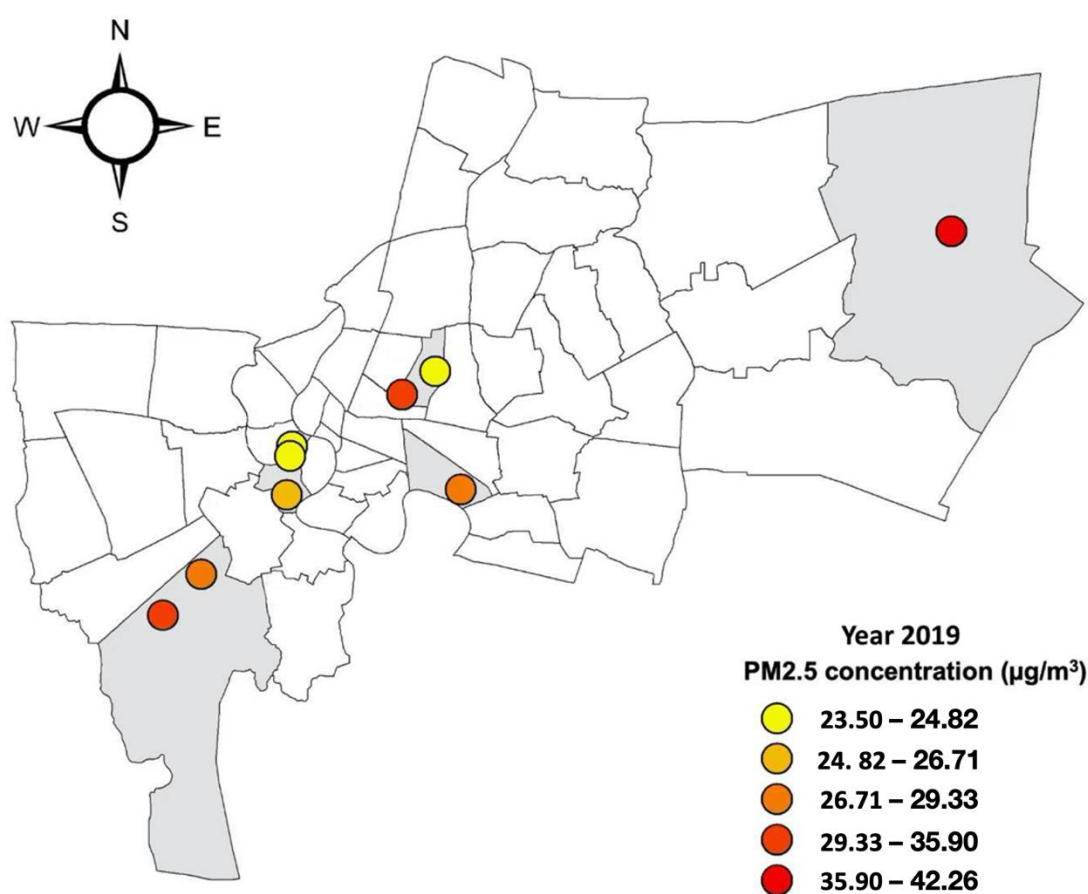 N
W E
S
Year 2019
PM2.5 concentration (µg/m³)
23.50 – 24.82
24. 82 – 26.71
26.71 – 29.33
29.33 – 35.90
35.90 – 42.26